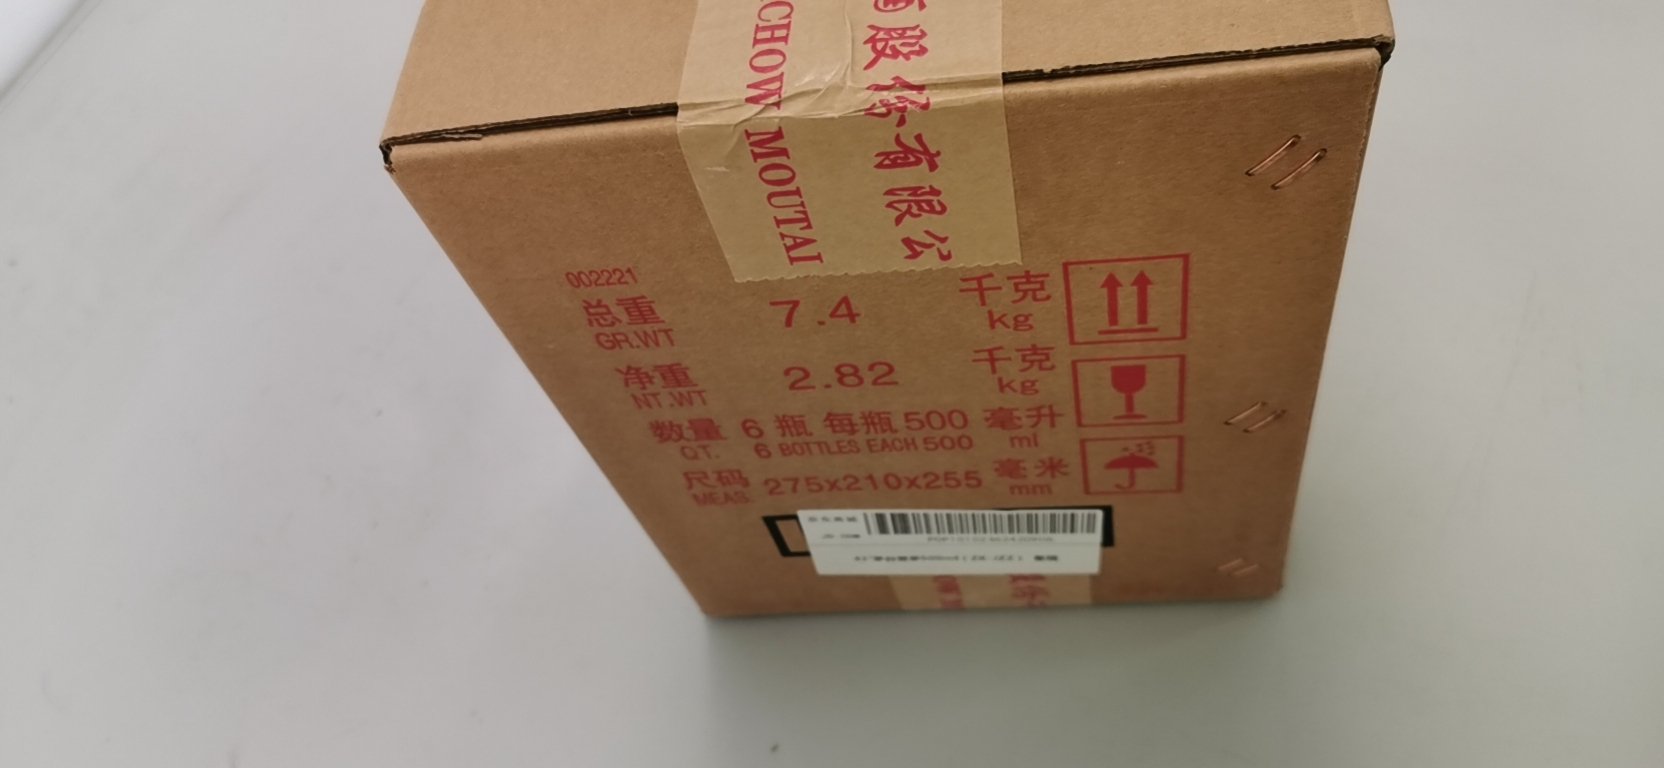 CHOW MOUTAI
股份有限公
002221
总重 7.4 千克
GR.WT kg
净重 2.82 千克
NT.WT kg
数量 6 瓶 每瓶 500 毫升
QT. 6 BOTTLES EACH 500 ml
尺码 275x210x255 毫米
MEAS. mm